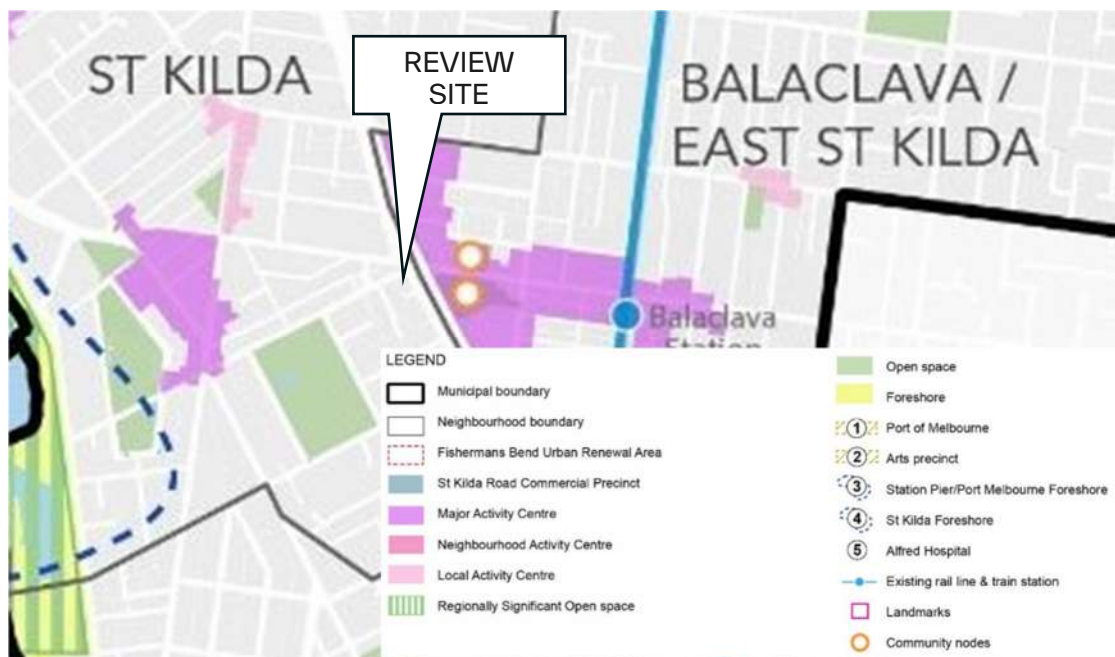 ST KILDA
REVIEW
SITE
BALACLAVA /
EAST ST KILDA
Balaclava
Station
LEGEND
Municipal boundary
Neighbourhood boundary
Fishermans Bend Urban Renewal Area
St Kilda Road Commercial Precinct
Major Activity Centre
Neighbourhood Activity Centre
Local Activity Centre
Regionally Significant Open space
Open space
Foreshore
1 Port of Melbourne
2 Arts precinct
3 Station Pier/Port Melbourne Foreshore
4 St Kilda Foreshore
5 Alfred Hospital
Existing rail line & train station
Landmarks
Community nodes